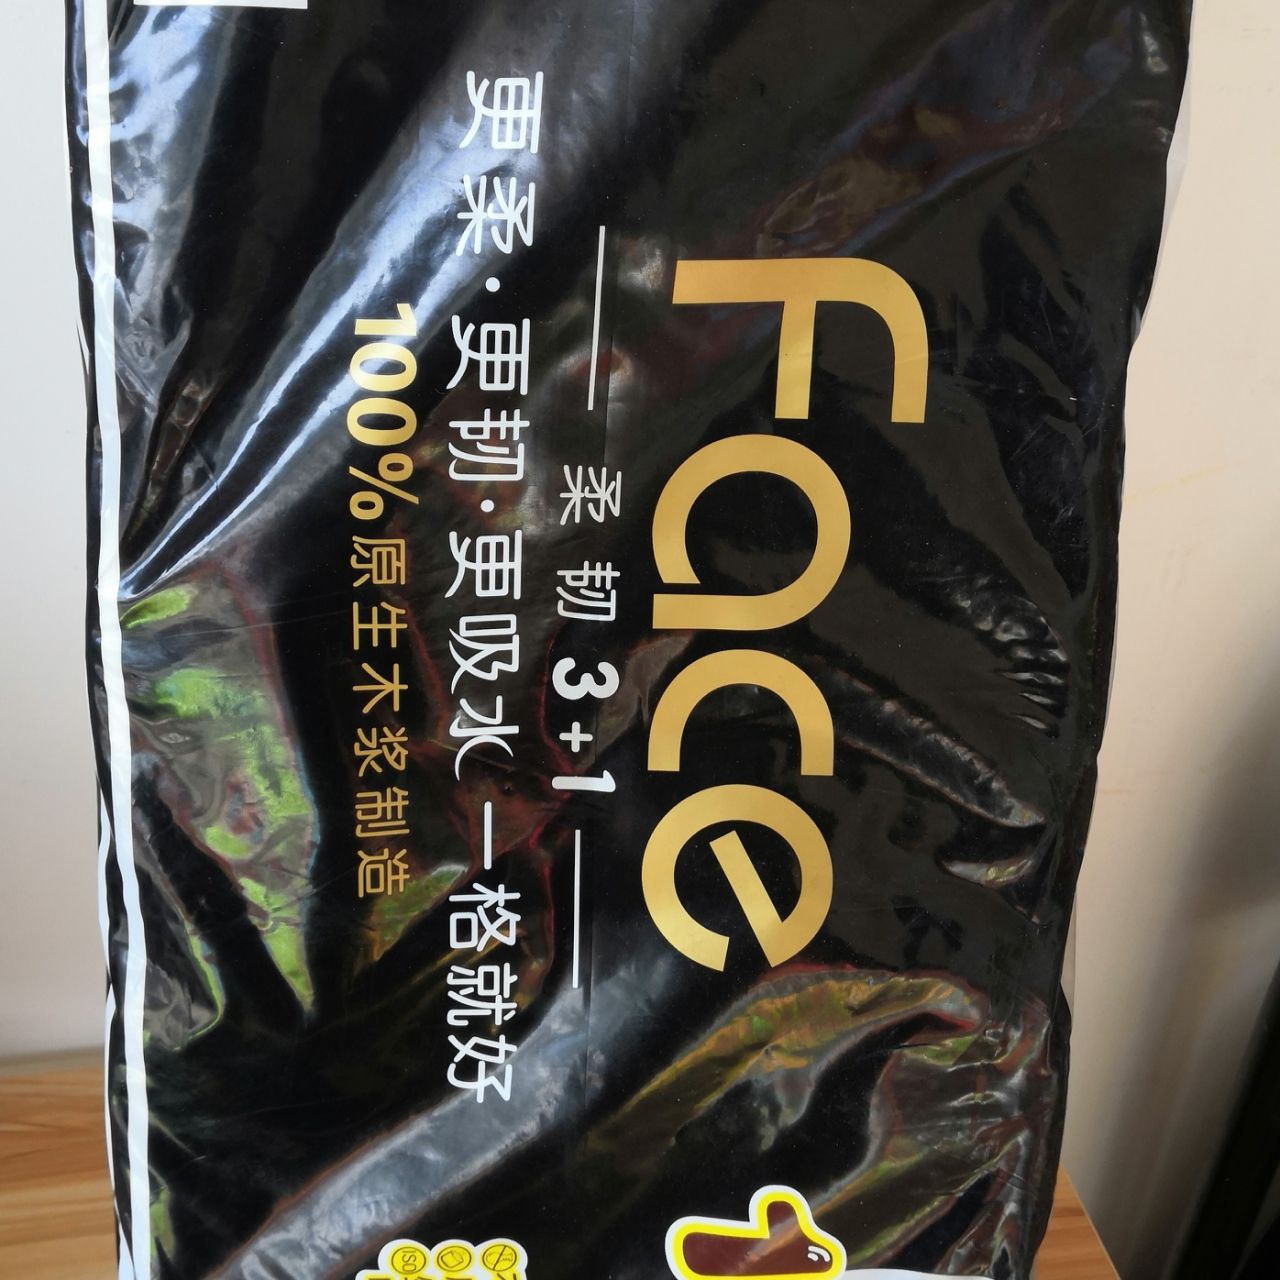 Face
柔韧3+1
更柔·更韧·更吸水 一格就好
100%原生木浆制造
ISO